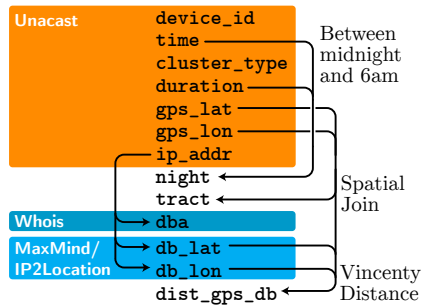 Unacast
device_id
time
cluster_type
duration
gps_lat
gps_lon
ip_addr
Between
midnight
and 6am
night
tract
Spatial
Join
Whois
dba
MaxMind/
IP2Location
db_lat
db_lon
dist_gps_db
Vincenty
Distance